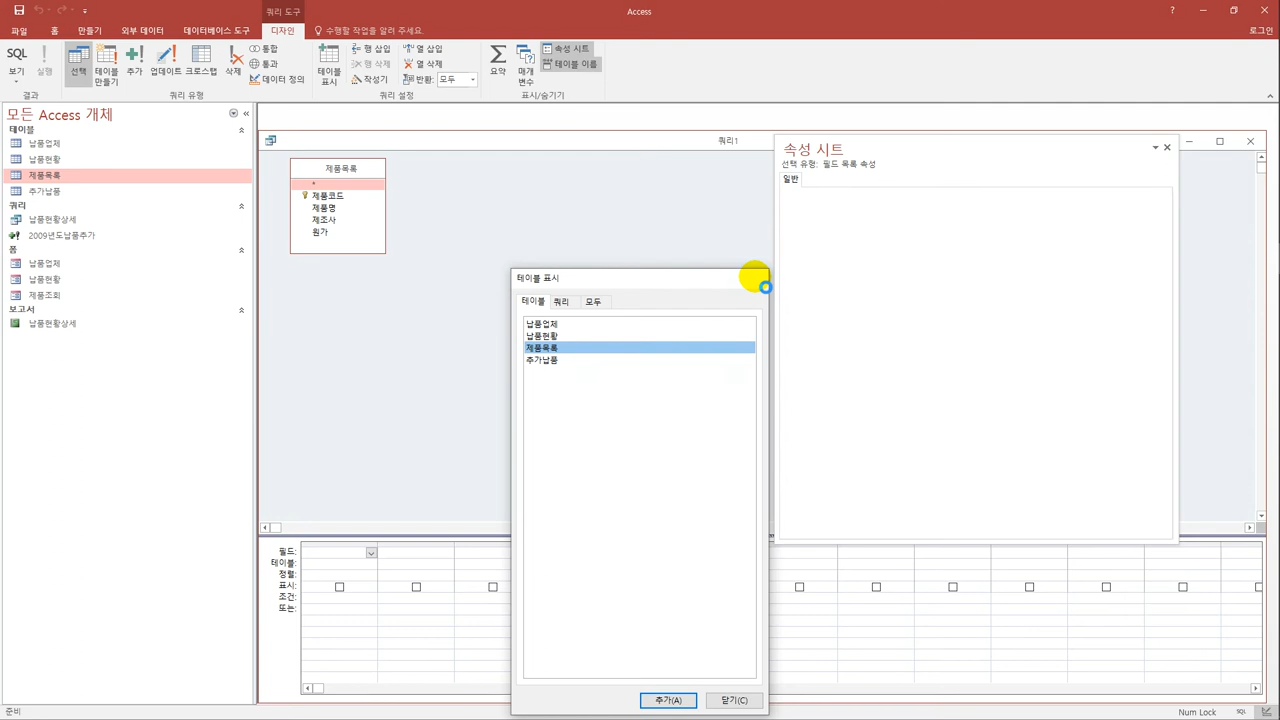 쿼리 도구
Access
?
파일
홈
만들기
외부 데이터
데이터베이스 도구
디자인
수행할 작업을 알려 주세요.
로그인
SQL
보기
실행
선택
테이블
만들기
추가
업데이트
크로스탭
삭제
통합
통과
데이터 정의
테이블
표시
행 삽입
행 삭제
작성기
열 삽입
열 삭제
반환: 모두
요약
매개
변수
속성 시트
테이블 이름
결과
쿼리 유형
쿼리 설정
표시/숨기기
모든 Access 개체
테이블
납품업체
납품현황
제품목록
추가납품
쿼리
납품현황상세
2009년도납품추가
폼
납품업체
납품현황
제품조회
보고서
납품현황상세
쿼리1
제품목록
*
제품코드
제품명
제조사
원가
속성 시트
선택 유형: 필드 목록 속성
일반
테이블 표시
테이블
쿼리
모두
납품업체
납품현황
제품목록
추가납품
추가(A)
닫기(C)
필드:
테이블:
정렬:
표시:
조건:
또는:
준비
Num Lock
SQL